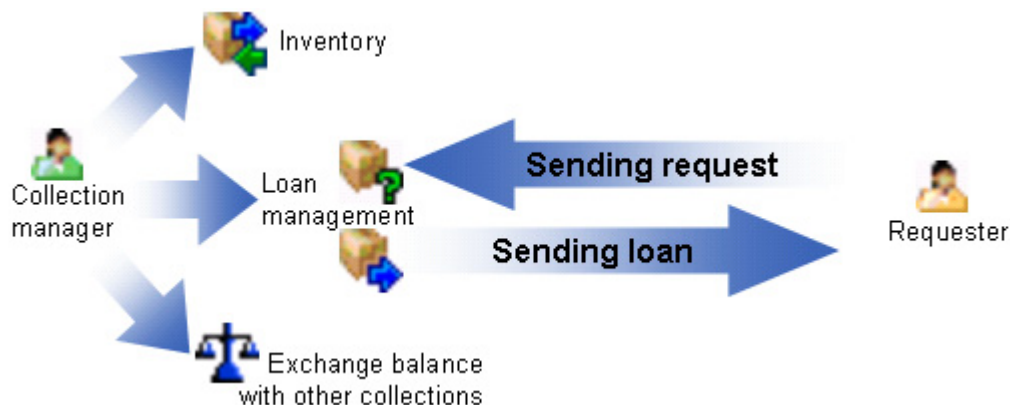 Inventory
Sending request
Collection
manager
Loan
management
Requester
Sending loan
Exchange balance
with other collections